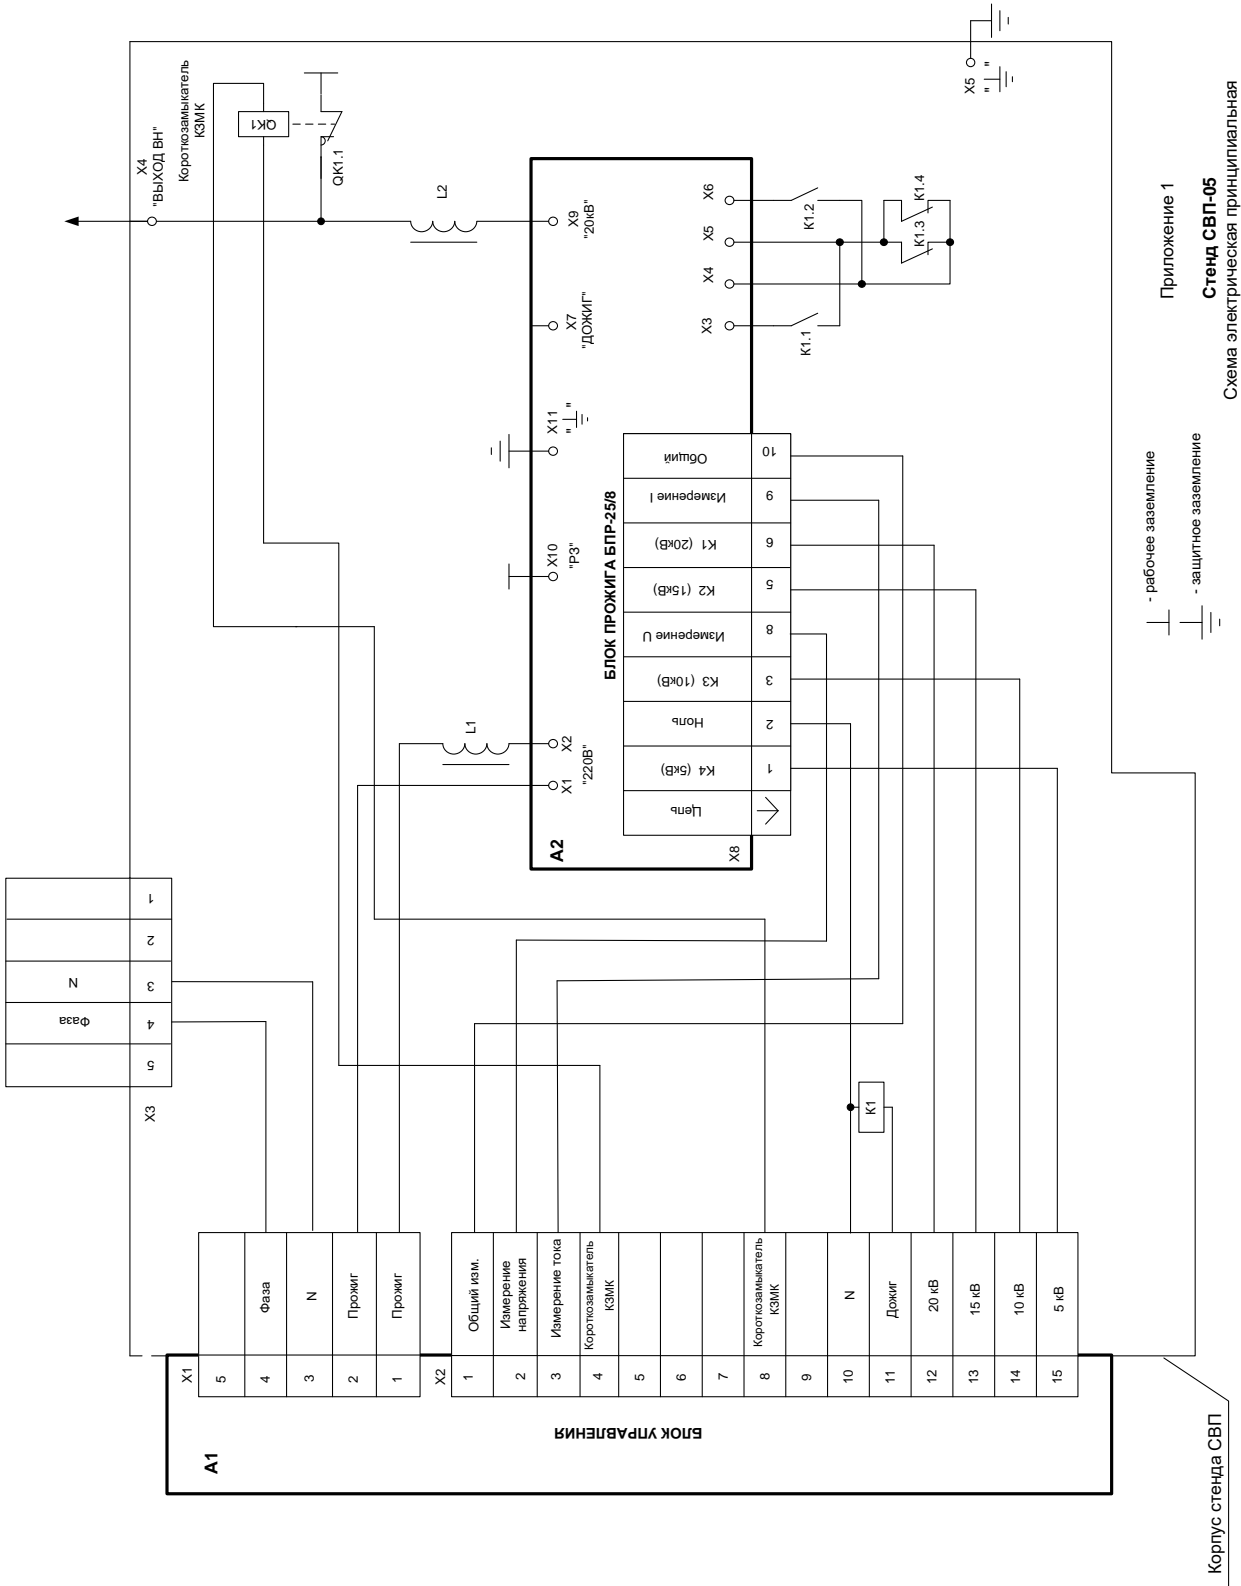 Приложение 1
Стенд СВП-05
Схема электрическая принципиальная
X4
"ВЫХОД ВН"
Короткозамыкатель
КЗМК
QK1
QK1.1
L2
X5
"   "
X3
1
2
3
N
4
Фаза
5
L1
A2
X1
X2
"220В"
X10
"РЗ"
X11
"   "
X7
"ДОЖИГ"
X9
"20кВ"
БЛОК ПРОЖИГА БПР-25/8
X8
Цепь
К4 (5кВ)
1
Ноль
2
К3 (10кВ)
3
Измерение U
8
К2 (15кВ)
5
К1 (20кВ)
6
Измерение I
9
Общий
10
X3
X4
X5
X6
К1.1
К1.2
К1.3
К1.4
К1
A1
БЛОК УПРАВЛЕНИЯ
X1
5
4
Фаза
3
N
2
Прожиг
1
Прожиг
X2
1
Общий изм.
2
Измерение
напряжения
3
Измерение тока
4
Короткозамыкатель
КЗМК
5
6
7
8
Короткозамыкатель
КЗМК
9
10
N
11
Дожиг
12
20 кВ
13
15 кВ
14
10 кВ
15
5 кВ
- рабочее заземление
- защитное заземление
Корпус стенда СВП